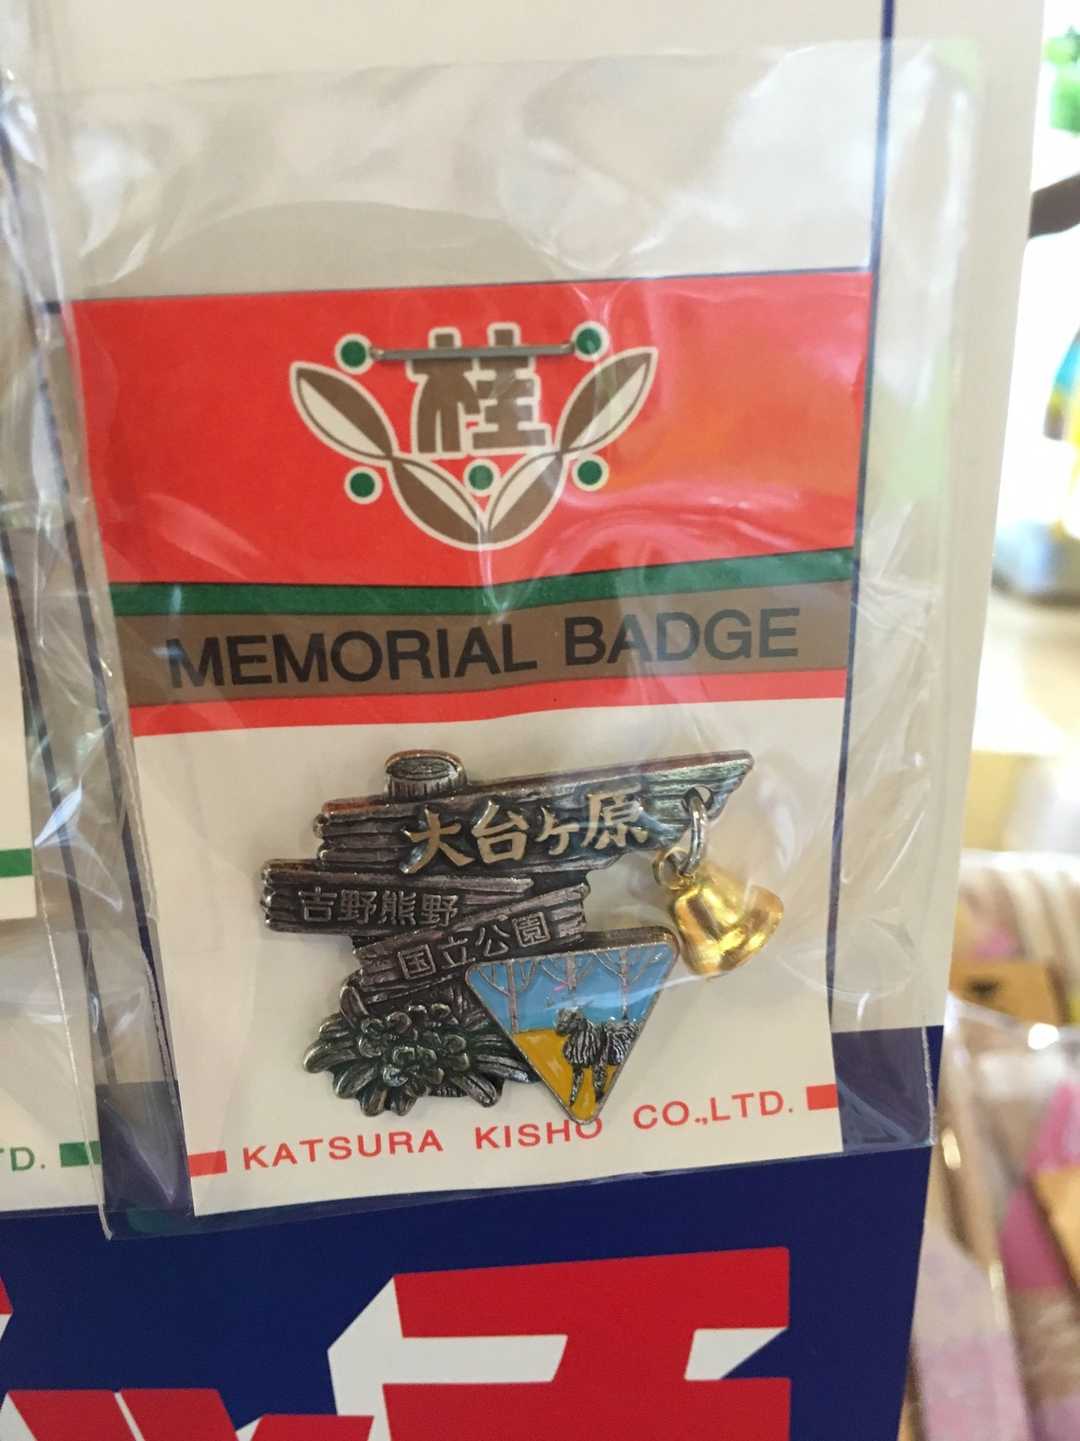 桂
MEMORIAL BADGE
大台ヶ原
吉野熊野
国立公園
KATSURA KISHO CO.,LTD.
TD.